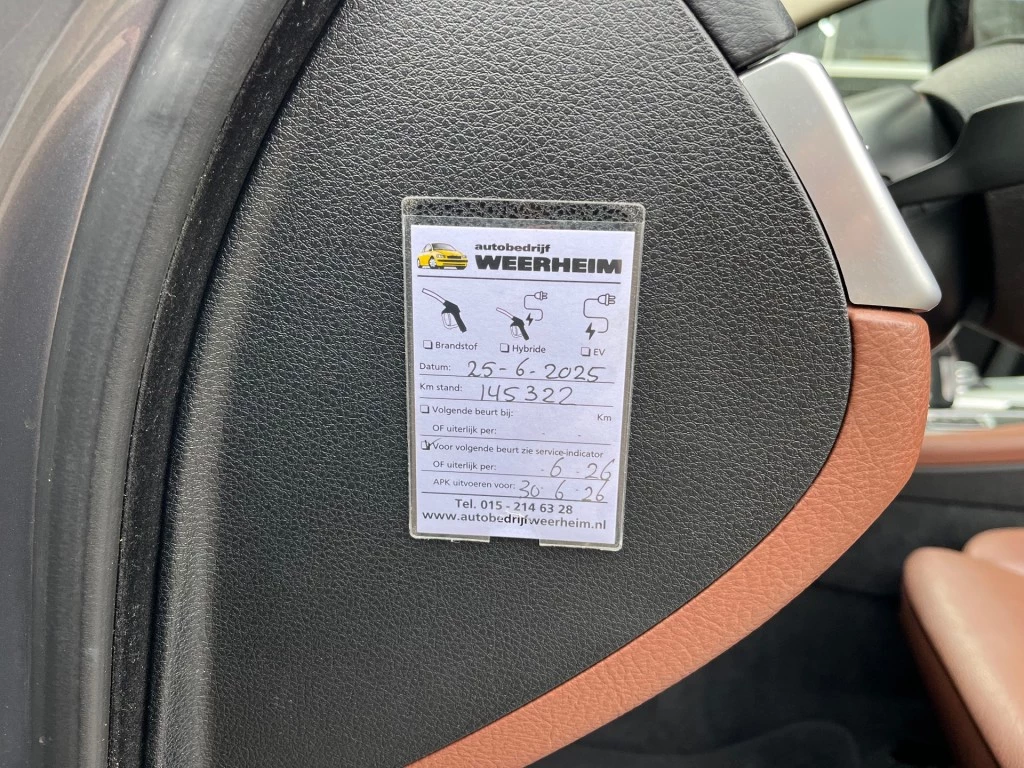 autobedrijf
WEERHEIM
Brandstof Hybride EV
Datum: 25-6-2025
Km stand: 145322
Volgende beurt bij: Km
OF uiterlijk per: - -
Voor volgende beurt zie service-indicator
OF uiterlijk per: -6-26
APK uitvoeren voor: 30-6-26
Tel. 015 - 214 63 28
www.autobedrijfweerheim.nl